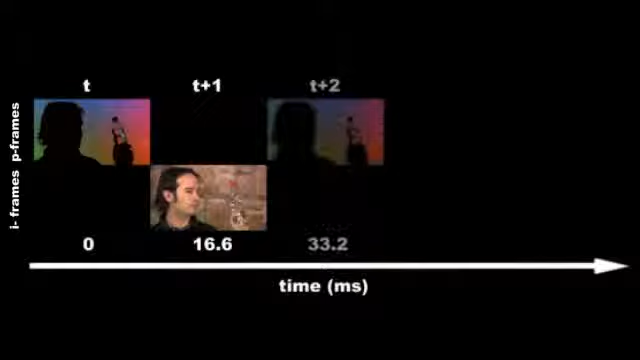 t t+1 t+2
p-frames
i- frames
0 16.6 33.2
time (ms)